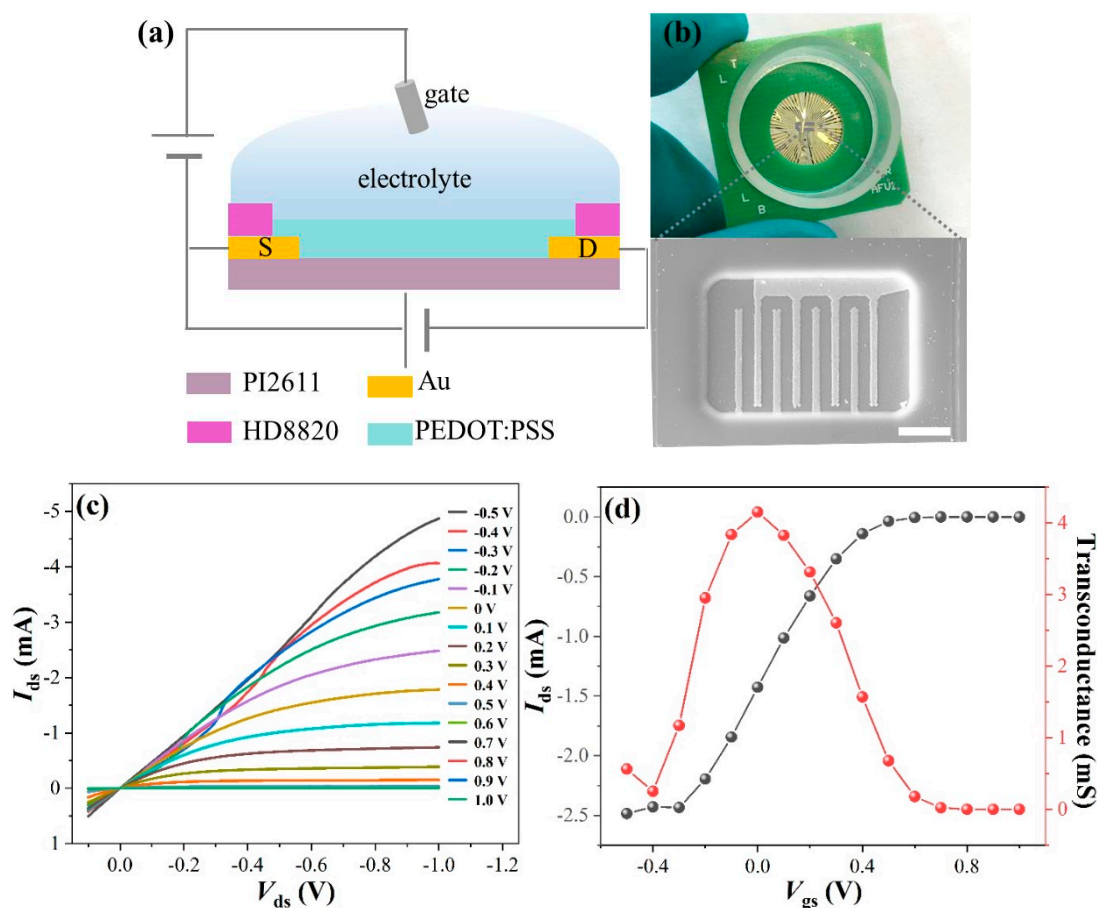 (a)
gate
electrolyte
S
D
PI2611
Au
HD8820
PEDOT:PSS
(b)
L
T
L
B
(c)
-5
-4
-3
-2
-1
0
1
0.0
-0.2
-0.4
-0.6
-0.8
-1.0
-1.2
Ids (mA)
Vds (V)
-0.5 V
-0.4 V
-0.3 V
-0.2 V
-0.1 V
0 V
0.1 V
0.2 V
0.3 V
0.4 V
0.5 V
0.6 V
0.7 V
0.8 V
0.9 V
1.0 V
(d)
0.0
-0.5
-1.0
-1.5
-2.0
-2.5
-0.4
0.0
0.4
0.8
Ids (mA)
Vgs (V)
4
3
2
1
0
Transconductance (mS)